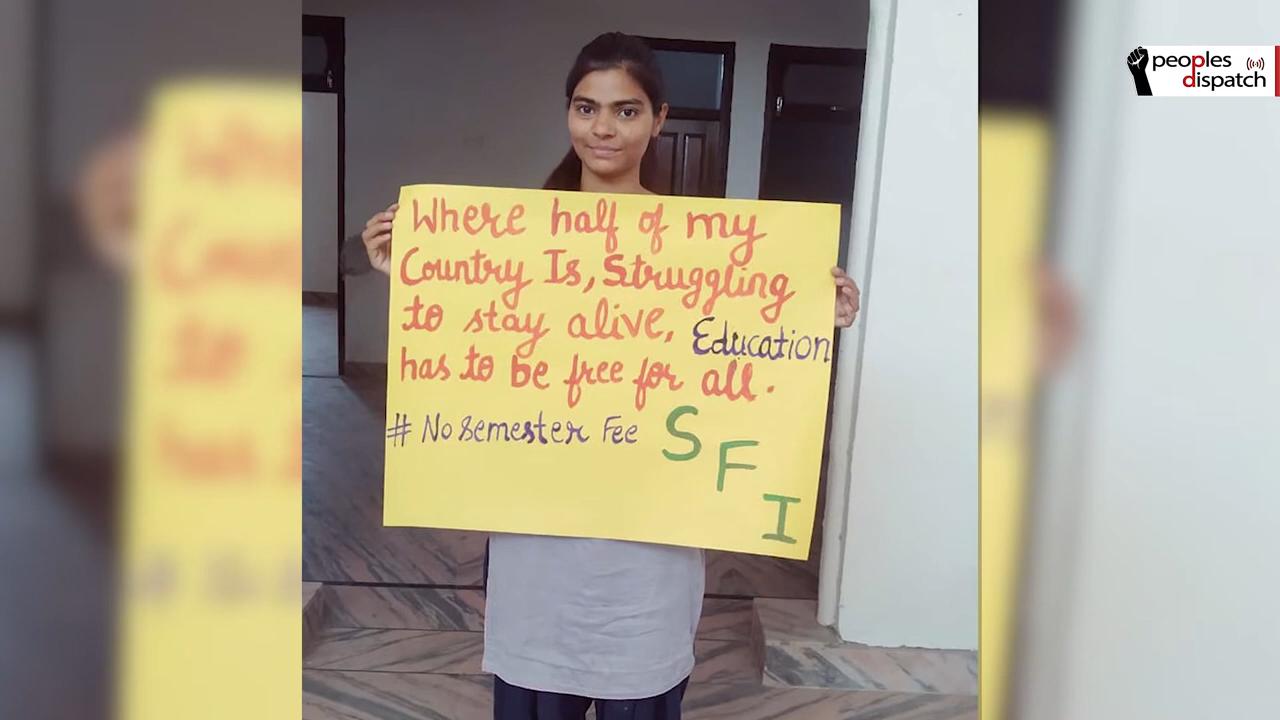 peoples
dispatch
Where half of my
Country Is, Struggling
to stay alive, Education
has to be free for all.
# No Semester Fee
S
F
I